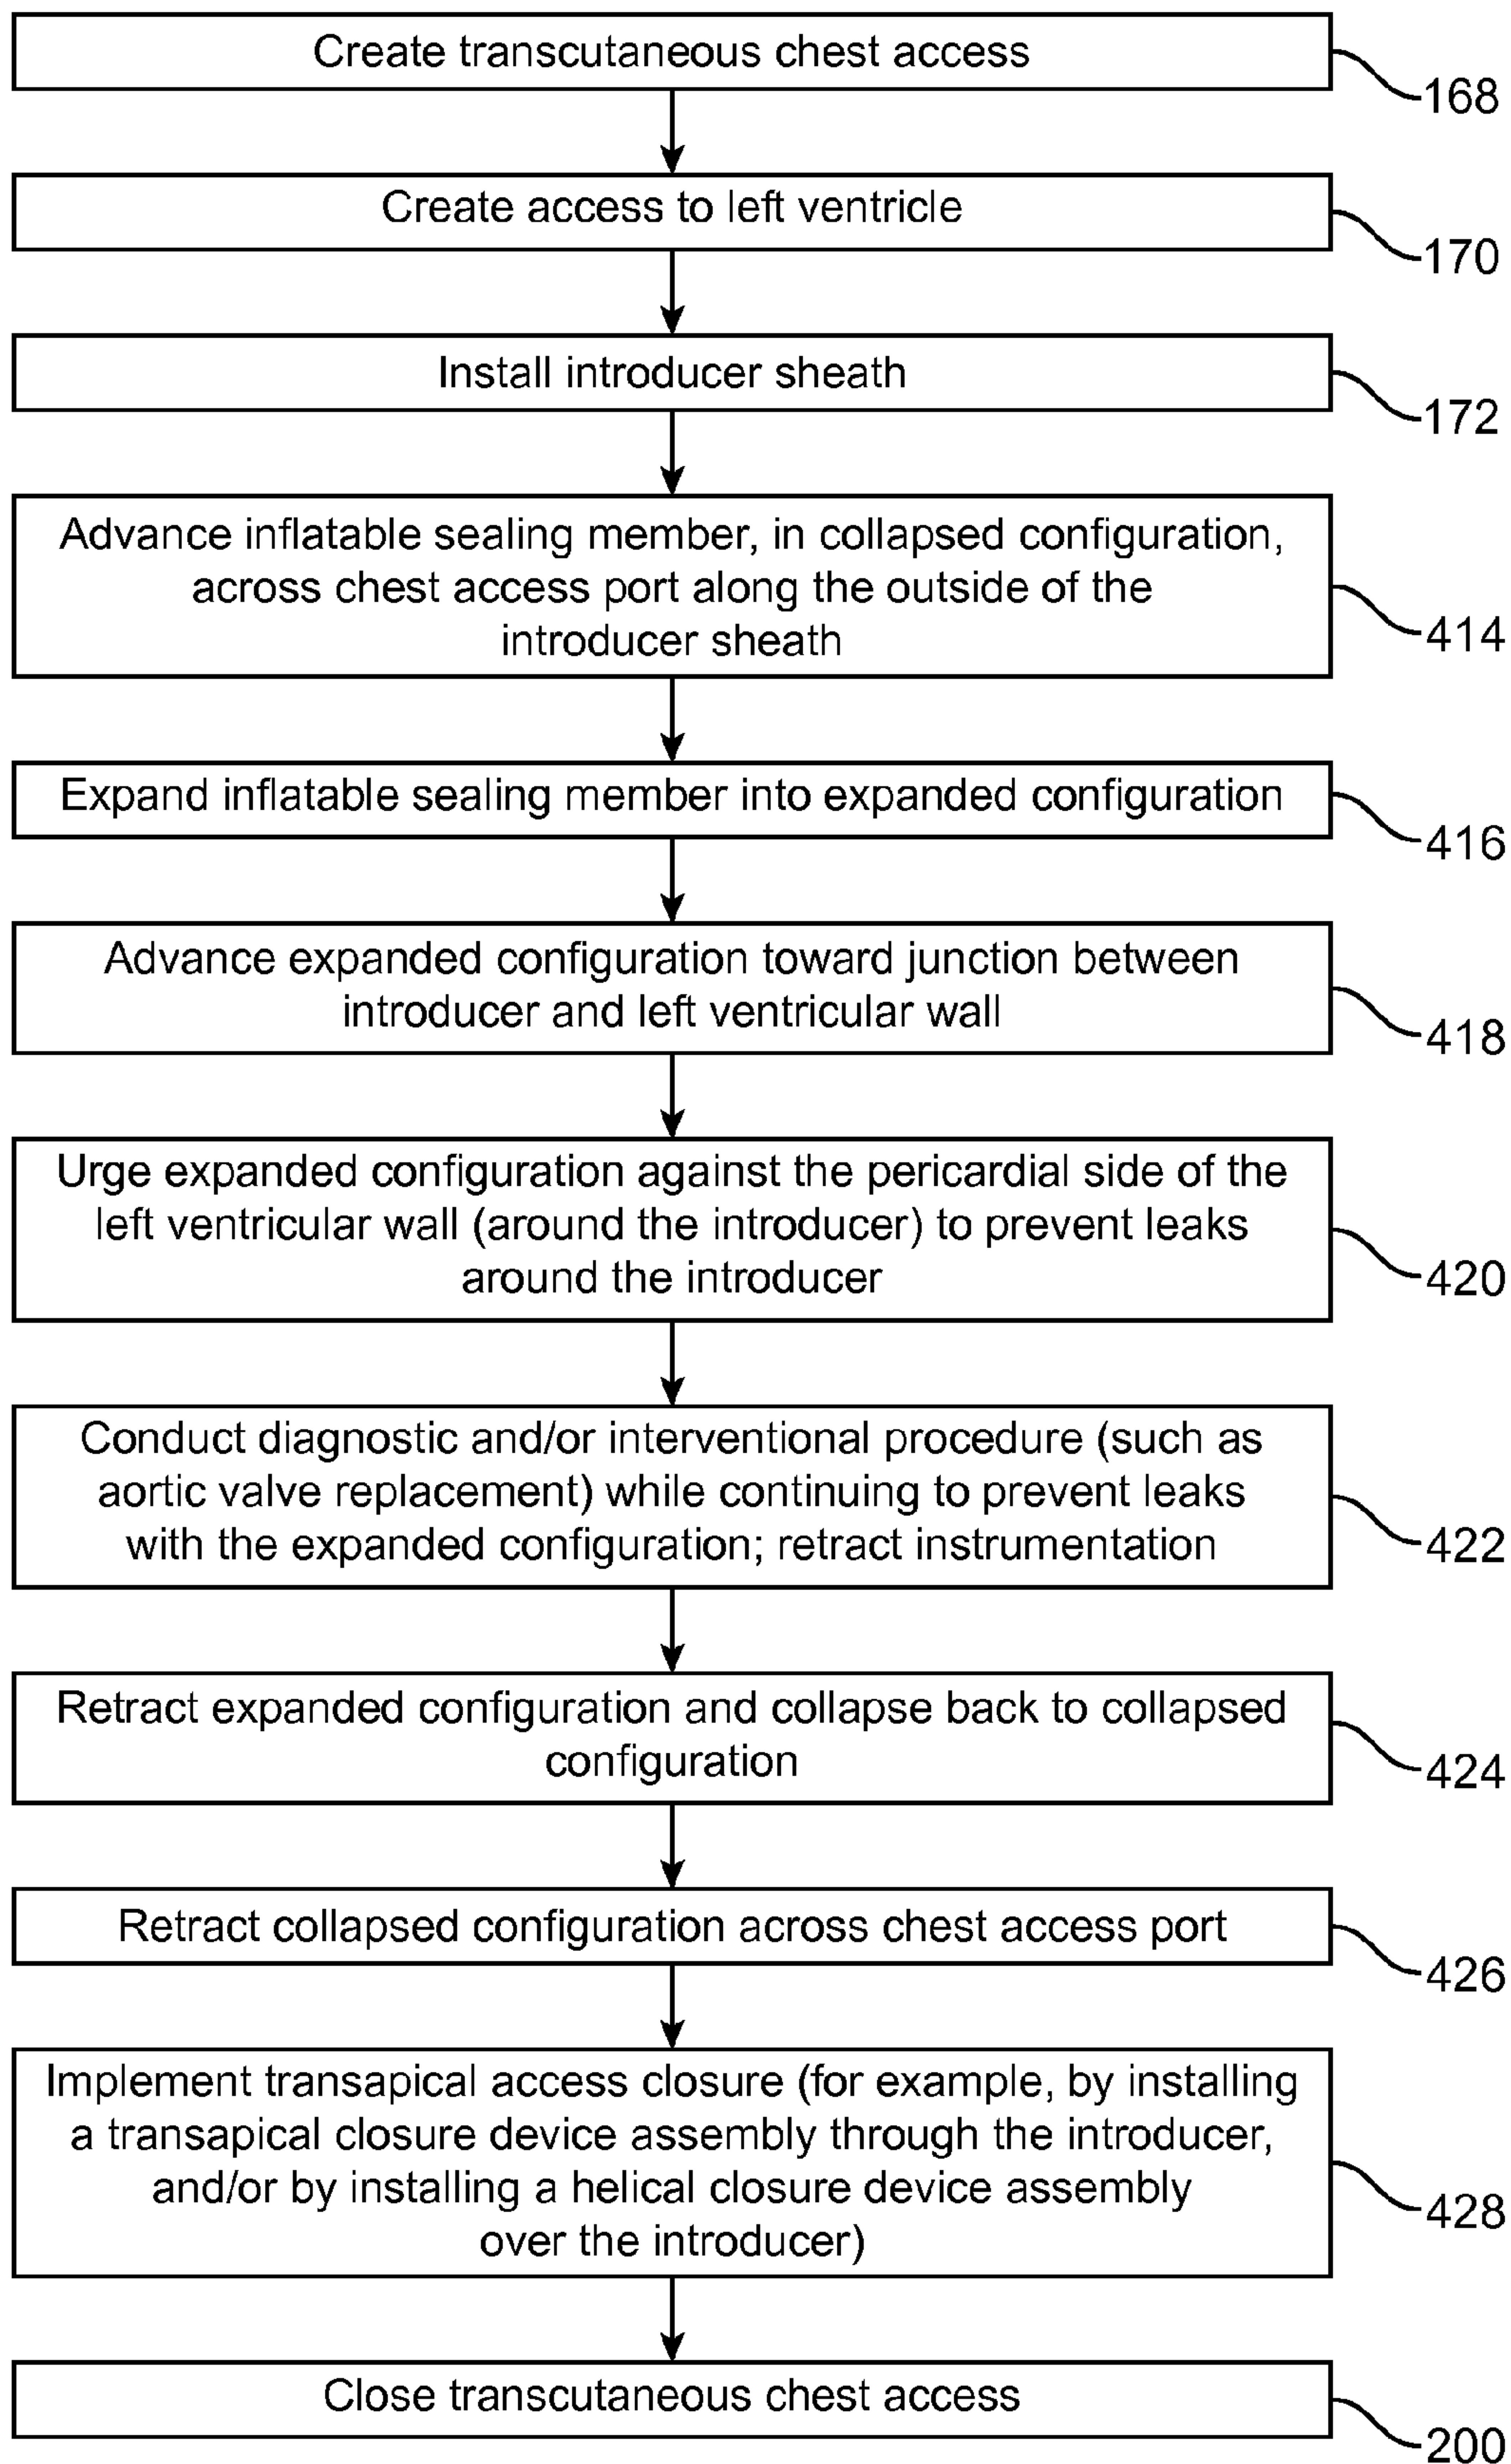 Create transcutaneous chest access
168
Create access to left ventricle
170
Install introducer sheath
172
Advance inflatable sealing member, in collapsed configuration,
across chest access port along the outside of the
introducer sheath
414
Expand inflatable sealing member into expanded configuration
416
Advance expanded configuration toward junction between
introducer and left ventricular wall
418
Urge expanded configuration against the pericardial side of the
left ventricular wall (around the introducer) to prevent leaks
around the introducer
420
Conduct diagnostic and/or interventional procedure (such as
aortic valve replacement) while continuing to prevent leaks
with the expanded configuration; retract instrumentation
422
Retract expanded configuration and collapse back to collapsed
configuration
424
Retract collapsed configuration across chest access port
426
Implement transapical access closure (for example, by installing
a transapical closure device assembly through the introducer,
and/or by installing a helical closure device assembly
over the introducer)
428
Close transcutaneous chest access
200